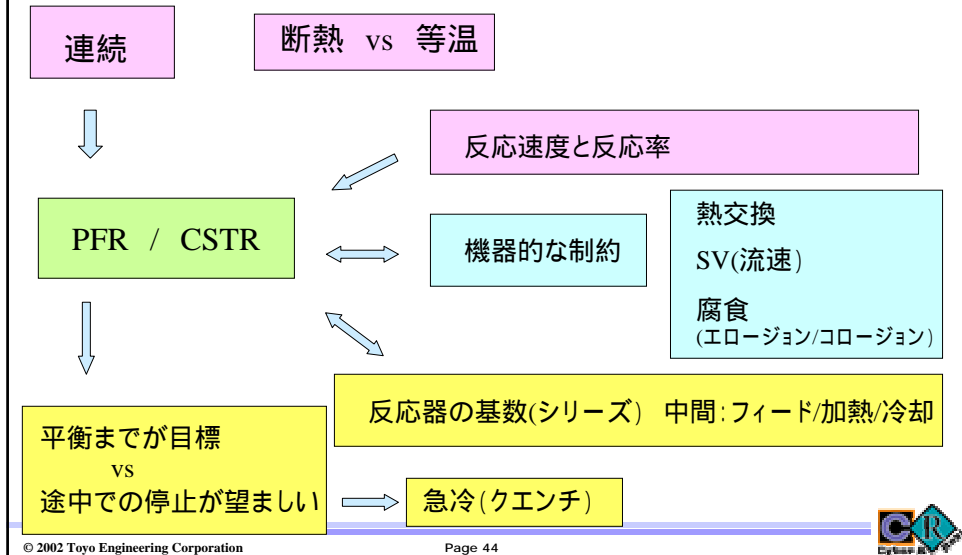 連続
断熱 vs 等温
反応速度と反応率
PFR / CSTR
機器的な制約
熱交換
SV(流速)
腐食
(エロージョン/コロージョン)
反応器の基数(シリーズ) 中間:フィード/加熱/冷却
平衡までが目標
vs
途中での停止が望ましい
急冷(クエンチ)
© 2002 Toyo Engineering Corporation
Page 44
C R